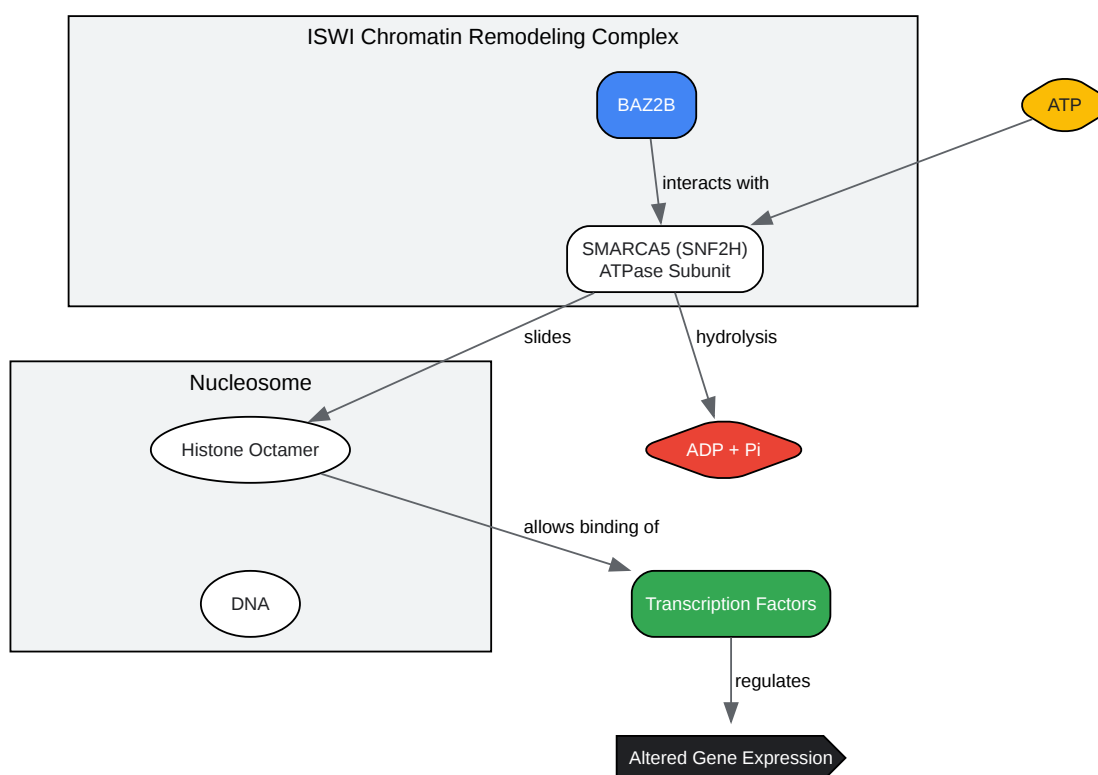 ISWI Chromatin Remodeling Complex
BAZ2B
ATP
interacts with
SMARCA5 (SNF2H)
ATPase Subunit
slides
hydrolysis
Nucleosome
Histone Octamer
ADP + Pi
allows binding of
DNA
Transcription Factors
regulates
Altered Gene Expression